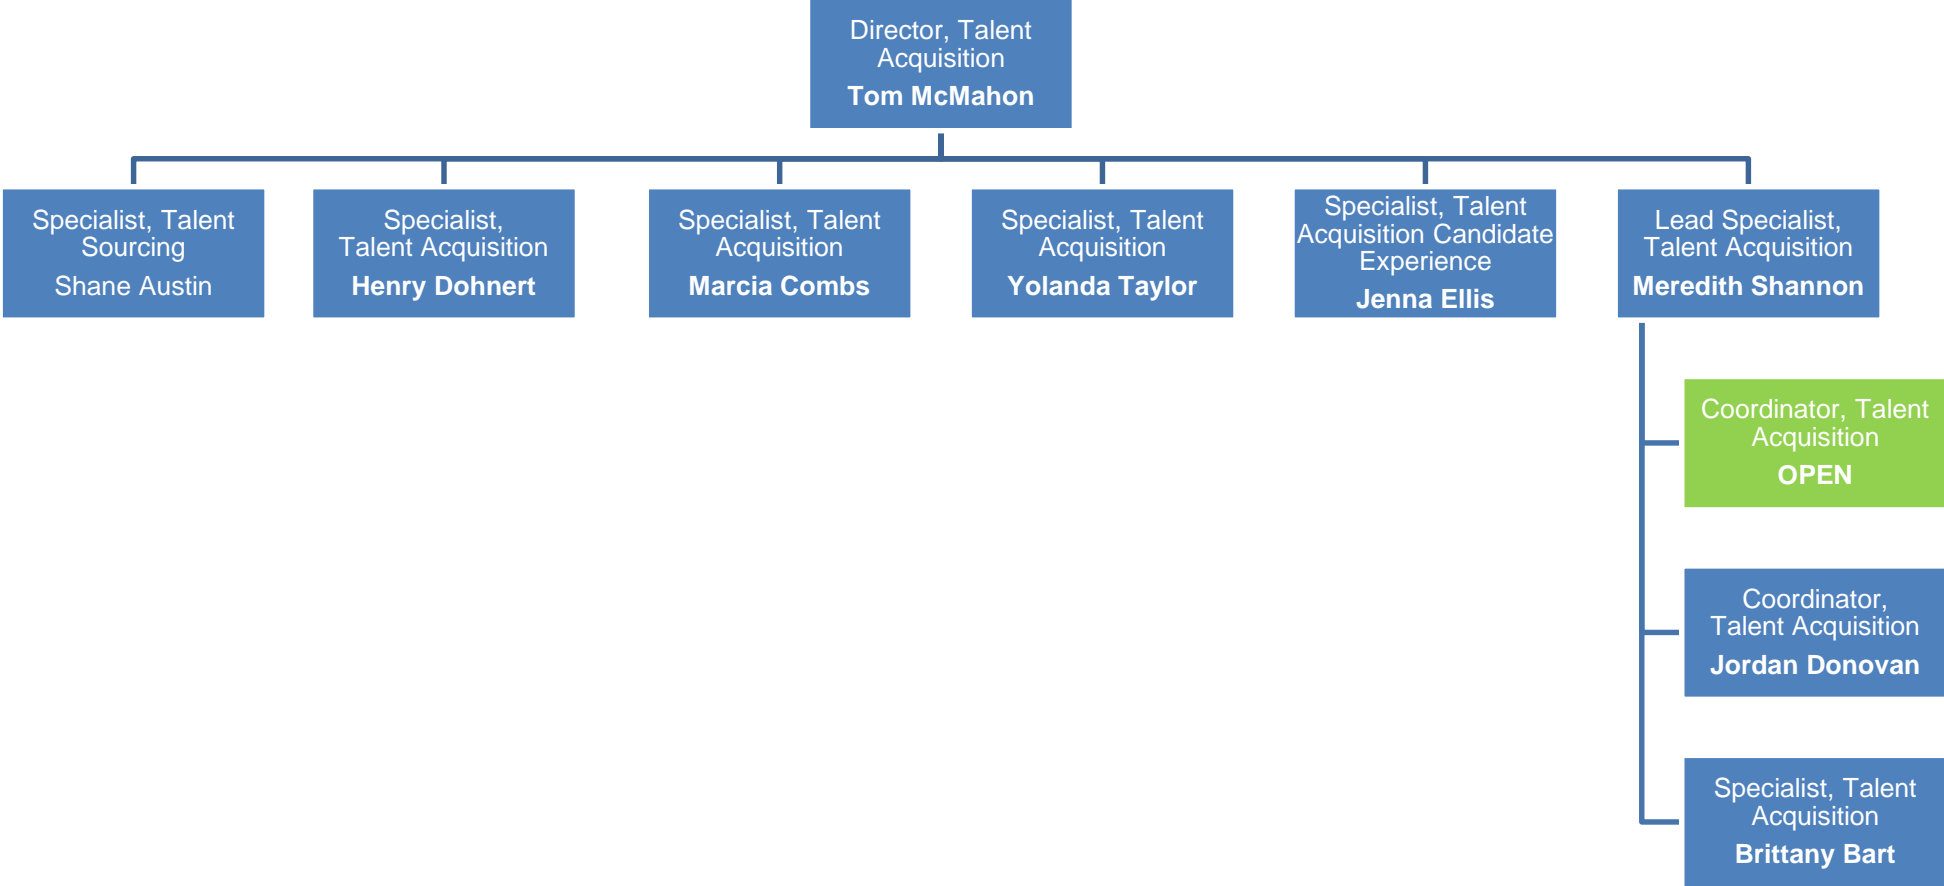 Director, Talent
Acquisition
Tom McMahon
Specialist, Talent
Sourcing
Shane Austin
Specialist,
Talent Acquisition
Henry Dohnert
Specialist, Talent
Acquisition
Marcia Combs
Specialist, Talent
Acquisition
Yolanda Taylor
Specialist, Talent
Acquisition Candidate
Experience
Jenna Ellis
Lead Specialist,
Talent Acquisition
Meredith Shannon
Coordinator, Talent
Acquisition
OPEN
Coordinator,
Talent Acquisition
Jordan Donovan
Specialist, Talent
Acquisition
Brittany Bart